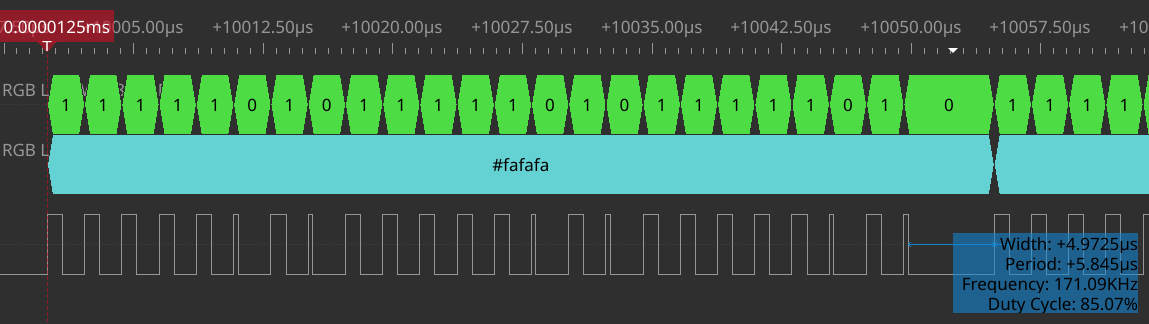 0.0000125ms +10005.00µs +10012.50µs +10020.00µs +10027.50µs +10035.00µs +10042.50µs +10050.00µs +10057.50µs +10
T
RGB L 1 1 1 1 1 0 1 0 1 1 1 1 1 0 1 0 1 1 1 1 1 0 1 0 1 1 1 1
RGB L #fafafa
Width: +4.9725µs
Period: +5.845µs
Frequency: 171.09KHz
Duty Cycle: 85.07%